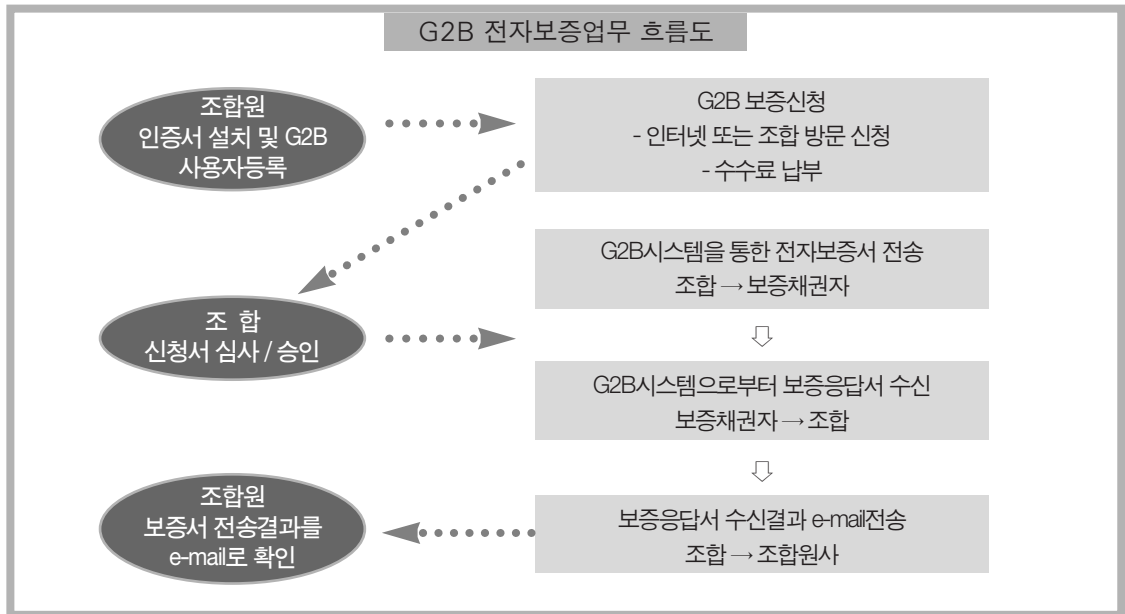 G2B 전자보증업무 흐름도
조합원
인증서 설치 및 G2B
사용자등록
G2B 보증신청
- 인터넷 또는 조합 방문 신청
- 수수료 납부
조 합
신청서 심사 / 승인
G2B시스템을 통한 전자보증서 전송
조합 → 보증채권자
G2B시스템으로부터 보증응답서 수신
보증채권자 → 조합
보증응답서 수신결과 e-mail전송
조합 → 조합원사
조합원
보증서 전송결과를
e-mail로 확인